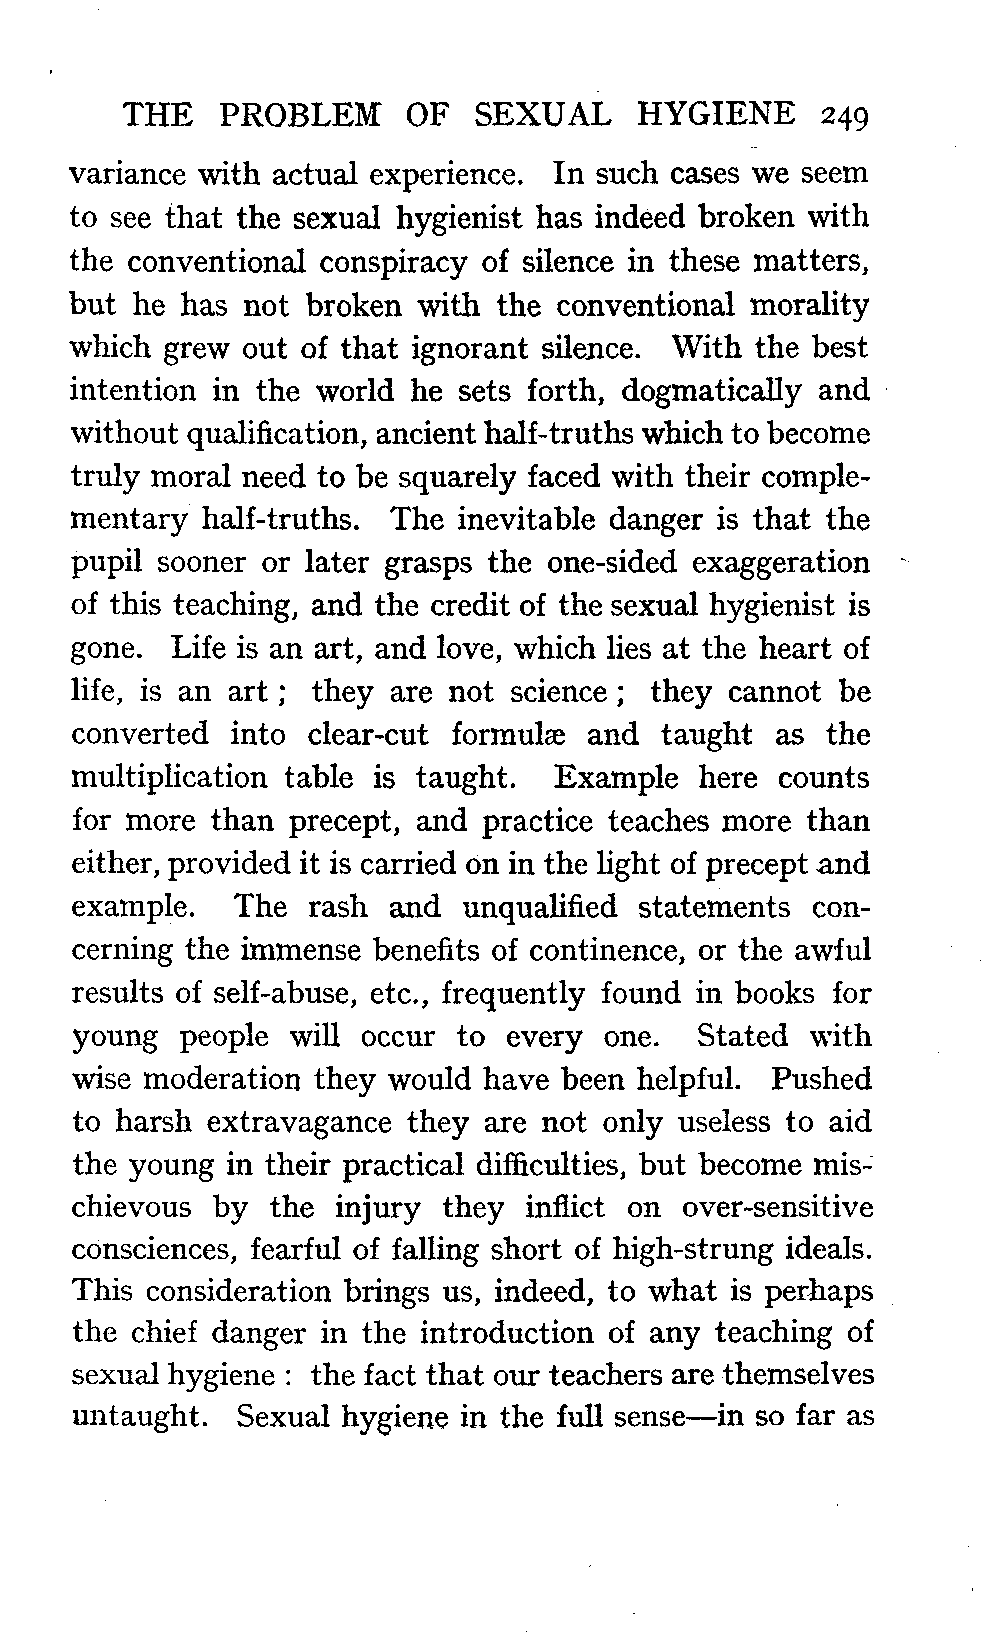 THE PROBLEM OF SEXUAL HYGIENE 249
variance with actual experience. In such cases we seem
to see that the sexual hygienist has indeed broken with
the conventional conspiracy of silence in these matters,
but he has not broken with the conventional morality
which grew out of that ignorant silence. With the best
intention in the world he sets forth, dogmatically and
without qualification, ancient half-truths which to become
truly moral need to be squarely faced with their comple-
mentary half-truths. The inevitable danger is that the
pupil sooner or later grasps the one-sided exaggeration
of this teaching, and the credit of the sexual hygienist is
gone. Life is an art, and love, which lies at the heart of
life, is an art ; they are not science ; they cannot be
converted into clear-cut formulæ and taught as the
multiplication table is taught. Example here counts
for more than precept, and practice teaches more than
either, provided it is carried on in the light of precept and
example. The rash and unqualified statements con-
cerning the immense benefits of continence, or the awful
results of self-abuse, etc., frequently found in books for
young people will occur to every one. Stated with
wise moderation they would have been helpful. Pushed
to harsh extravagance they are not only useless to aid
the young in their practical difficulties, but become mis-
chievous by the injury they inflict on over-sensitive
consciences, fearful of falling short of high-strung ideals.
This consideration brings us, indeed, to what is perhaps
the chief danger in the introduction of any teaching of
sexual hygiene : the fact that our teachers are themselves
untaught. Sexual hygiene in the full sense—in so far as